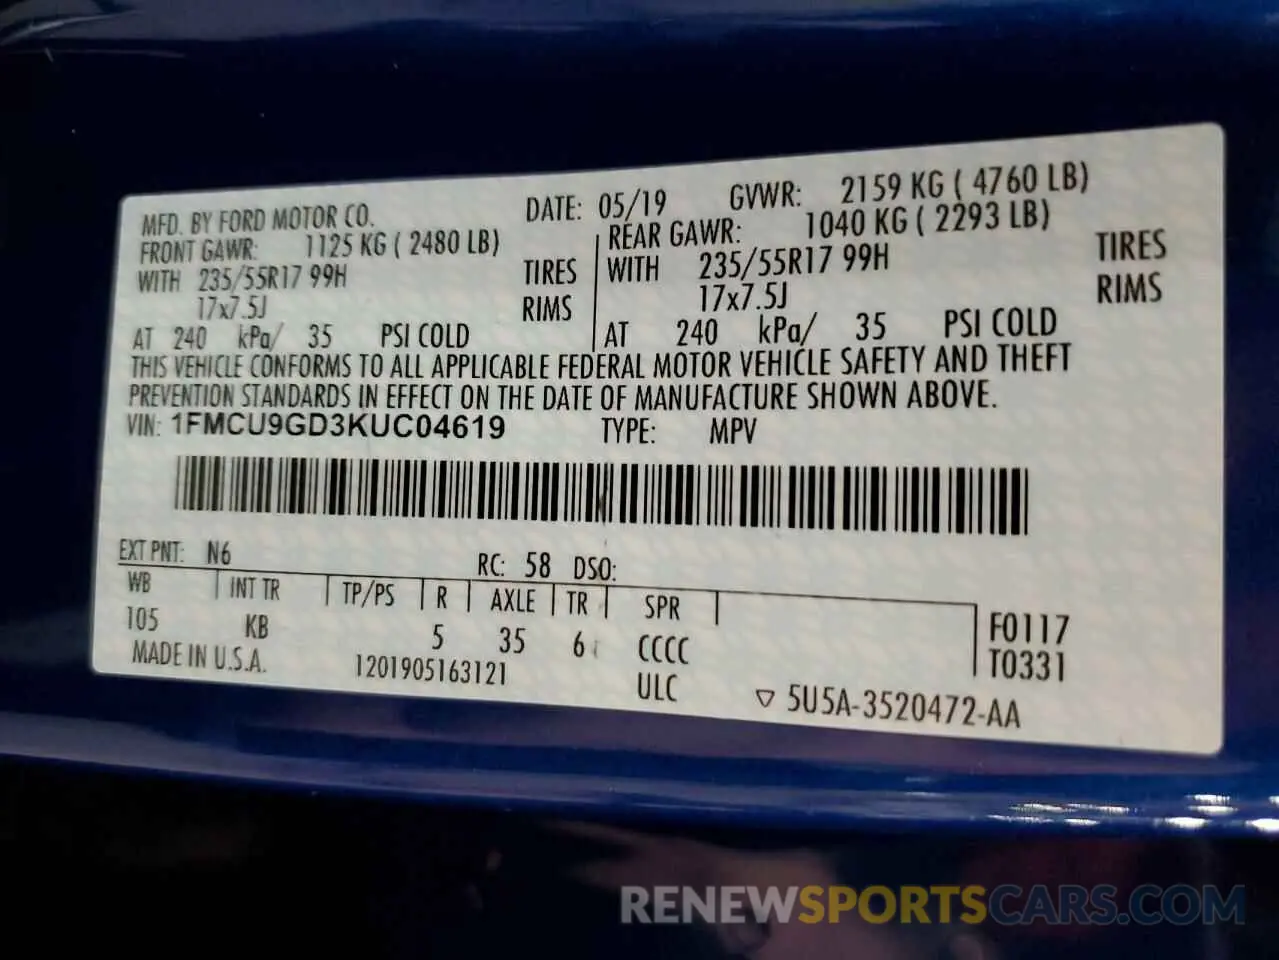 MFD. BY FORD MOTOR CO. DATE: 05/19 GVWR: 2159 KG ( 4760 LB)
FRONT GAWR: 1125 KG ( 2480 LB) REAR GAWR: 1040 KG ( 2293 LB)
WITH 235/55R17 99H TIRES WITH 235/55R17 99H TIRES
17x7.5J RIMS 17x7.5J RIMS
AT 240 kPa/ 35 PSI COLD AT 240 kPa/ 35 PSI COLD
THIS VEHICLE CONFORMS TO ALL APPLICABLE FEDERAL MOTOR VEHICLE SAFETY AND THEFT
PREVENTION STANDARDS IN EFFECT ON THE DATE OF MANUFACTURE SHOWN ABOVE.
VIN: 1FMCU9GD3KUC04619 TYPE: MPV
EXT PNT: N6 RC: 58 DSO:
WB INT TR TP/PS R AXLE TR SPR F0117
105 KB 5 35 6 CCCC T0331
MADE IN U.S.A. 1201905163121 ULC ▽ 5U5A-3520472-AA
RENEWSPORTSCARS.COM